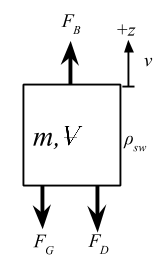 F_B
+z
v
m, V
ρ_sw
F_G F_D